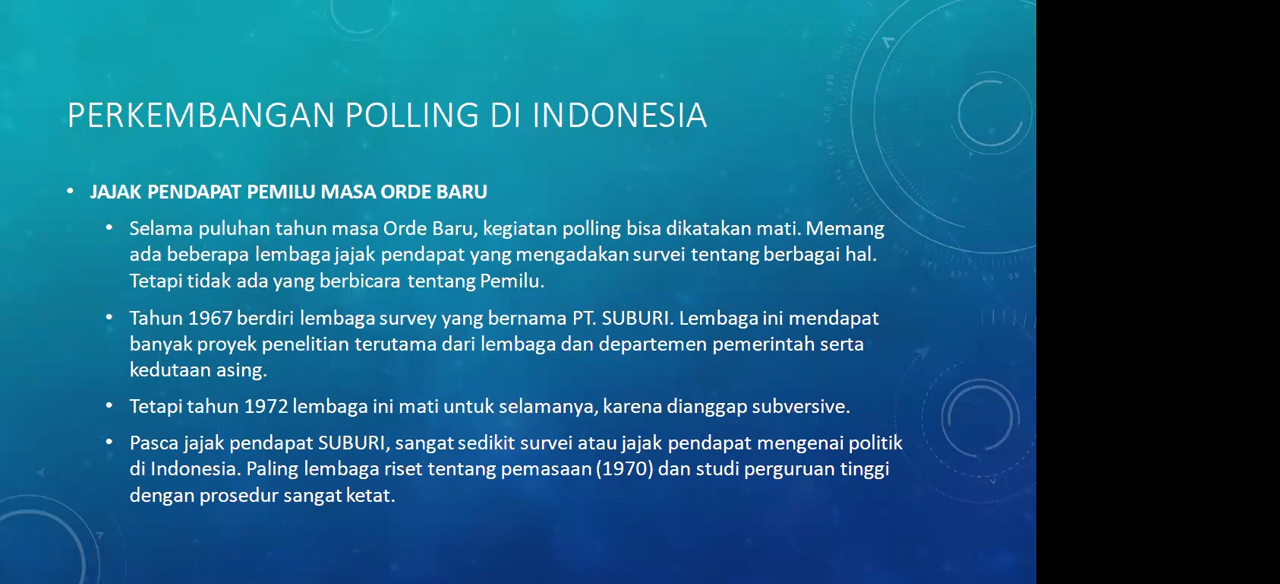 PERKEMBANGAN POLLING DI INDONESIA
• JAJAK PENDAPAT PEMILU MASA ORDE BARU
• Selama puluhan tahun masa Orde Baru, kegiatan polling bisa dikatakan mati. Memang
ada beberapa lembaga jajak pendapat yang mengadakan survei tentang berbagai hal.
Tetapi tidak ada yang berbicara tentang Pemilu.
• Tahun 1967 berdiri lembaga survey yang bernama PT. SUBURI. Lembaga ini mendapat
banyak proyek penelitian terutama dari lembaga dan departemen pemerintah serta
kedutaan asing.
• Tetapi tahun 1972 lembaga ini mati untuk selamanya, karena dianggap subversive.
• Pasca jajak pendapat SUBURI, sangat sedikit survei atau jajak pendapat mengenai politik
di Indonesia. Paling lembaga riset tentang pemasaan (1970) dan studi perguruan tinggi
dengan prosedur sangat ketat.